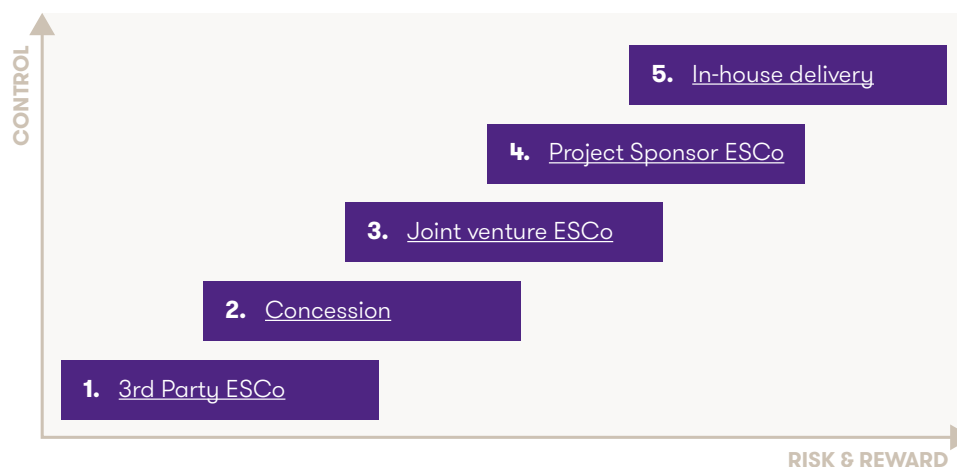 CONTROL
5. In-house delivery
4. Project Sponsor ESCo
3. Joint venture ESCo
2. Concession
1. 3rd Party ESCo
RISK & REWARD